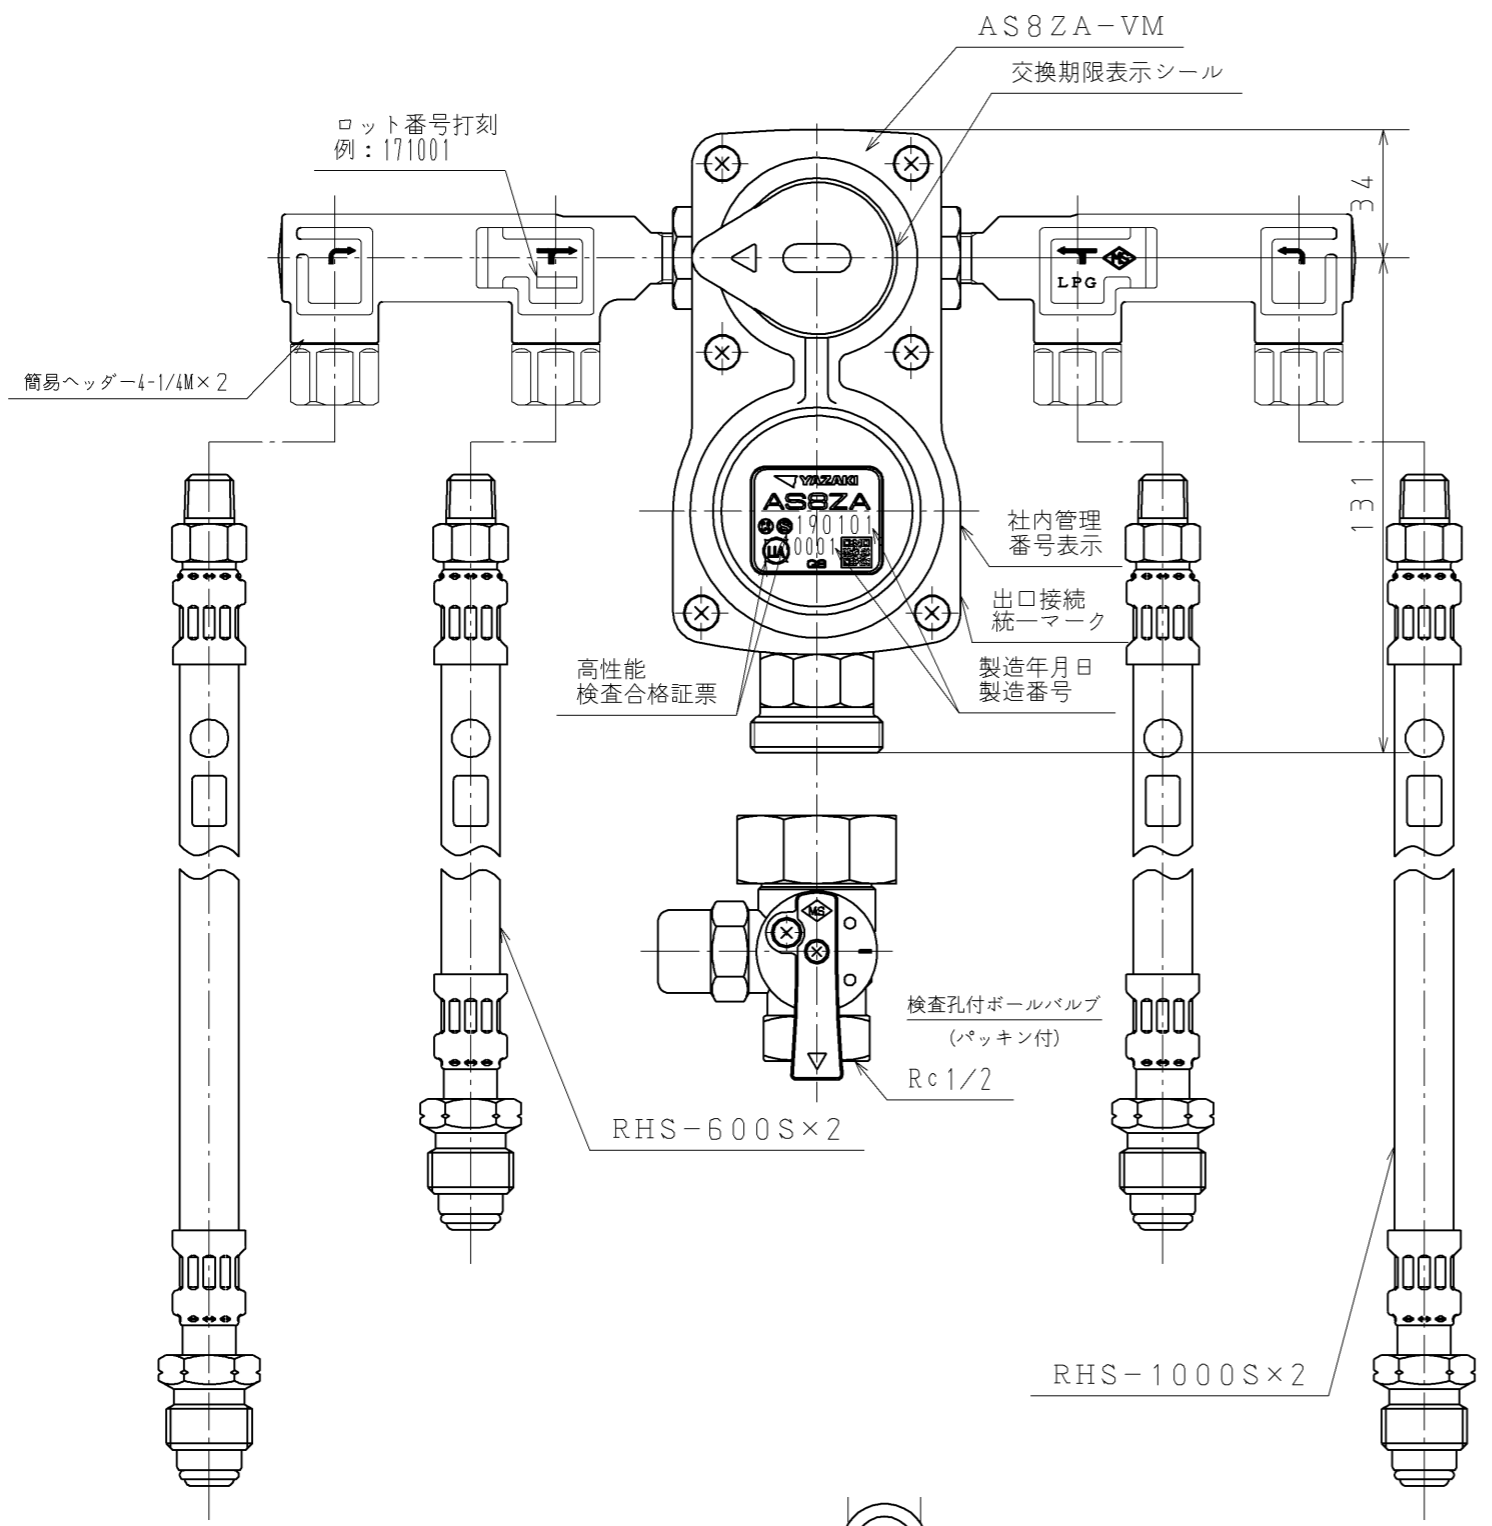 AS8ZA-VM
交換期限表示シール
ロット番号打刻
例：171001
34
LPG
簡易ヘッダー4-1/4M×2
131
YAZAKI
AS8ZA
190101
0001
社内管理
番号表示
出口接続
統一マーク
高性能
検査合格証票
製造年月日
製造番号
MS
検査孔付ボールバルブ
(パッキン付)
Rc1/2
RHS-600S×2
RHS-1000S×2